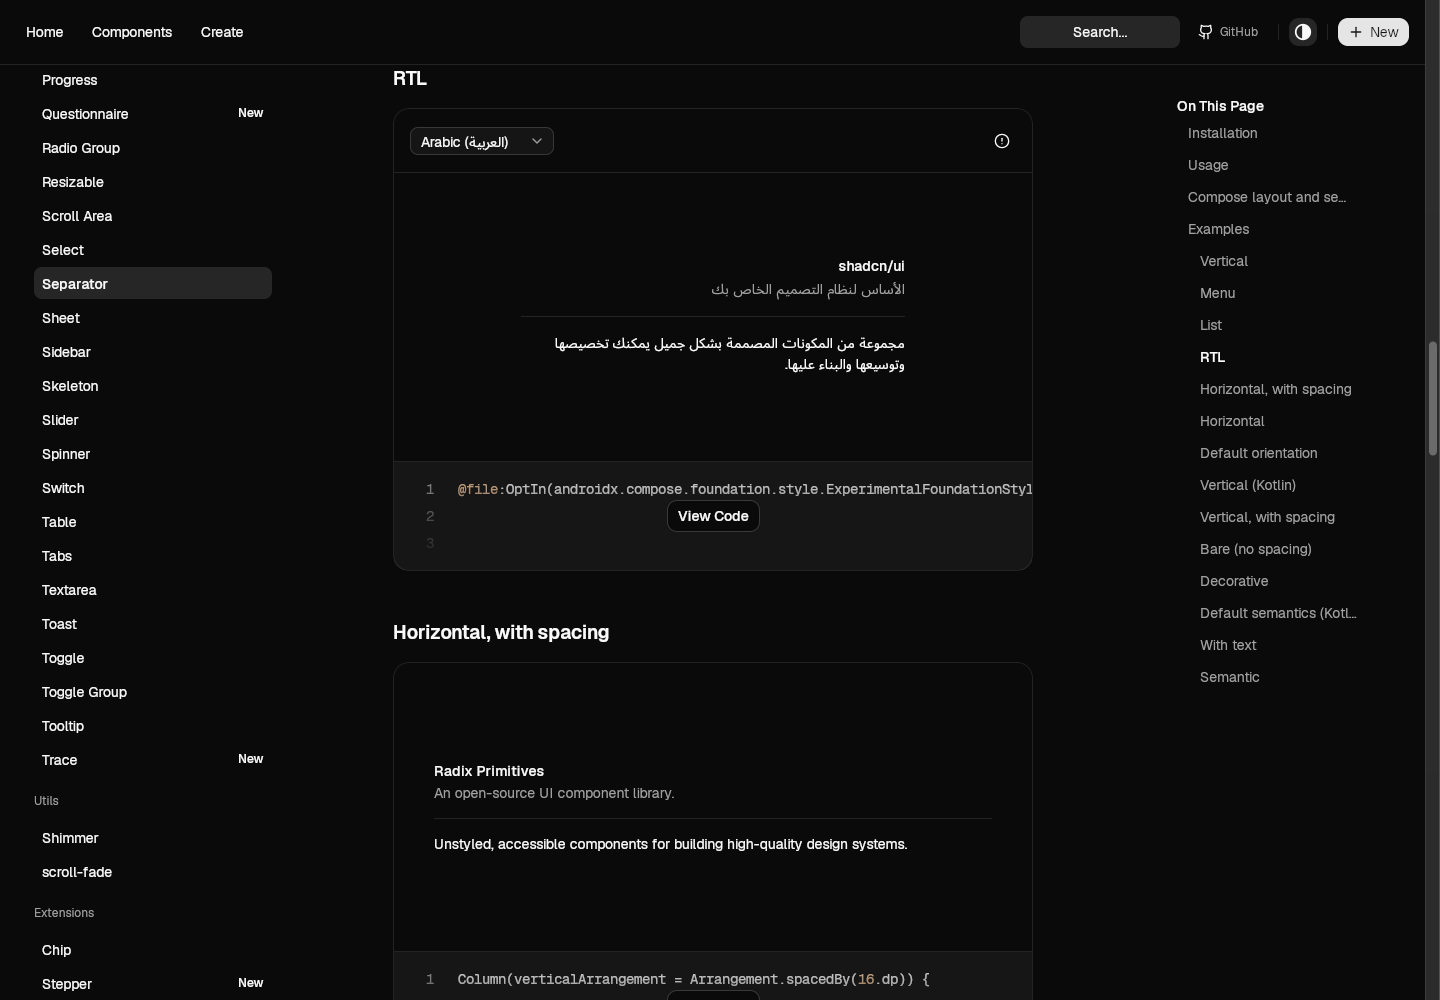 Home
Components
Create
Search...
GitHub
New
Progress
Questionnaire New
Radio Group
Resizable
Scroll Area
Select
Separator
Sheet
Sidebar
Skeleton
Slider
Spinner
Switch
Table
Tabs
Textarea
Toast
Toggle
Toggle Group
Tooltip
Trace New
Utils
Shimmer
scroll-fade
Extensions
Chip
Stepper New
RTL
Arabic (العربية)
shadcn/ui
الأساس لنظام التصميم الخاص بك
مجموعة من المكونات المصممة بشكل جميل يمكنك تخصيصها
وتوسيعها والبناء عليها.
1 @file:OptIn(androidx.compose.foundation.style.ExperimentalFoundationStyl
2
View Code
3
Horizontal, with spacing
Radix Primitives
An open-source UI component library.
Unstyled, accessible components for building high-quality design systems.
1 Column(verticalArrangement = Arrangement.spacedBy(16.dp)) {
On This Page
Installation
Usage
Compose layout and se...
Examples
Vertical
Menu
List
RTL
Horizontal, with spacing
Horizontal
Default orientation
Vertical (Kotlin)
Vertical, with spacing
Bare (no spacing)
Decorative
Default semantics (Kotl...
With text
Semantic